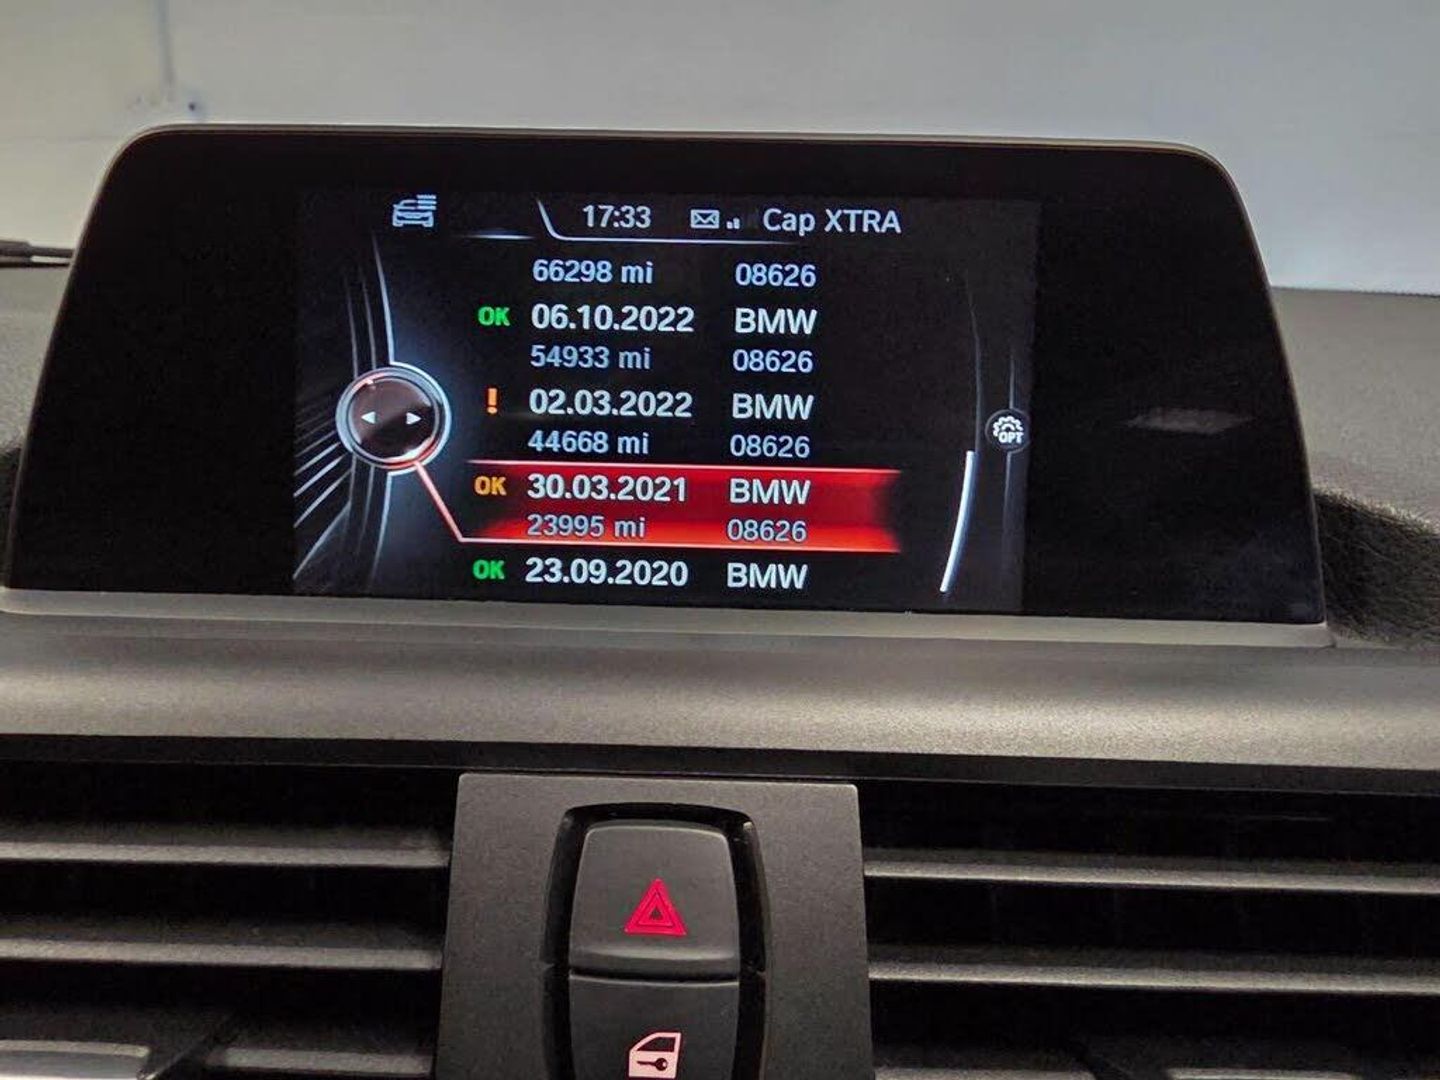 17:33 Cap XTRA
66298 mi 08626
OK 06.10.2022 BMW
54933 mi 08626
! 02.03.2022 BMW
44668 mi 08626
OK 30.03.2021 BMW
23995 mi 08626
OK 23.09.2020 BMW
OPT